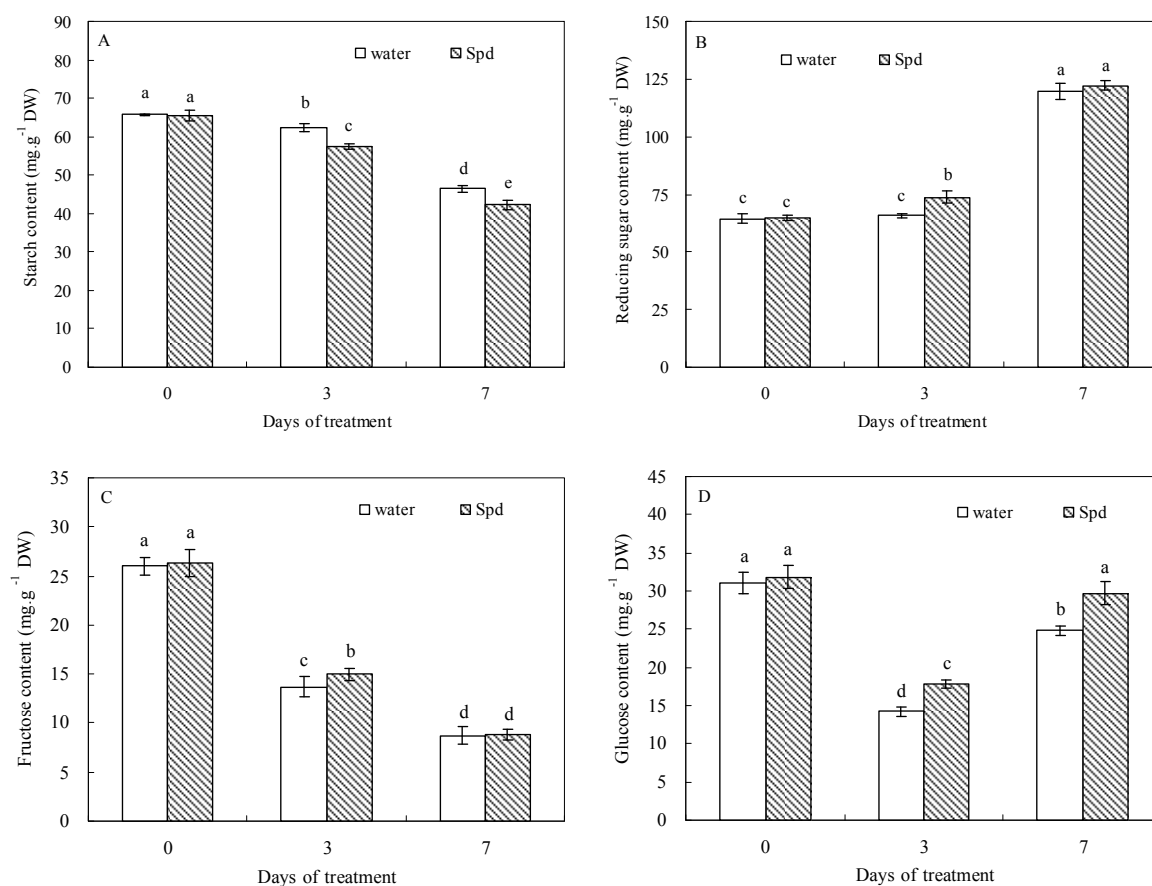 A
water Spd
Starch content (mg.g⁻¹ DW)
90
80
70
60
50
40
30
20
10
0
a a b c d e
0 3 7
Days of treatment
B
water Spd
Reducing sugar content (mg.g⁻¹ DW)
150
125
100
75
50
25
0
c c c b a a
0 3 7
Days of treatment
C
water Spd
Fructose content (mg.g⁻¹ DW)
35
30
25
20
15
10
5
0
a a c b d d
0 3 7
Days of treatment
D
water Spd
Glucose content (mg.g⁻¹ DW)
45
40
35
30
25
20
15
10
5
0
a a d c b a
0 3 7
Days of treatment